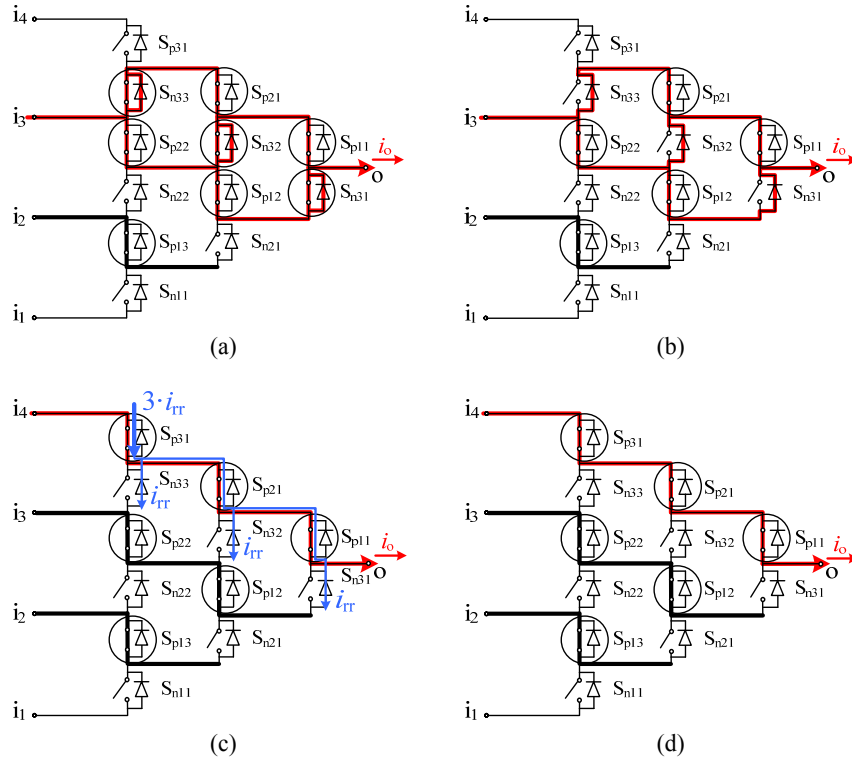 i4
Sp31
Sn33
Sp21
i3
Sp22
Sn32
Sp11
io
o
Sn22
Sp12
Sn31
i2
Sp13
Sn21
Sn11
i1
(a)
i4
Sp31
Sn33
Sp21
i3
Sp22
Sn32
Sp11
io
o
Sn22
Sp12
Sn31
i2
Sp13
Sn21
Sn11
i1
(b)
i4
3·irr
Sp31
Sn33
irr
Sp21
i3
Sp22
Sn32
irr
Sp11
io
o
Sn22
Sp12
Sn31
irr
i2
Sp13
Sn21
Sn11
i1
(c)
i4
Sp31
Sn33
Sp21
i3
Sp22
Sn32
Sp11
io
o
Sn22
Sp12
Sn31
i2
Sp13
Sn21
Sn11
i1
(d)